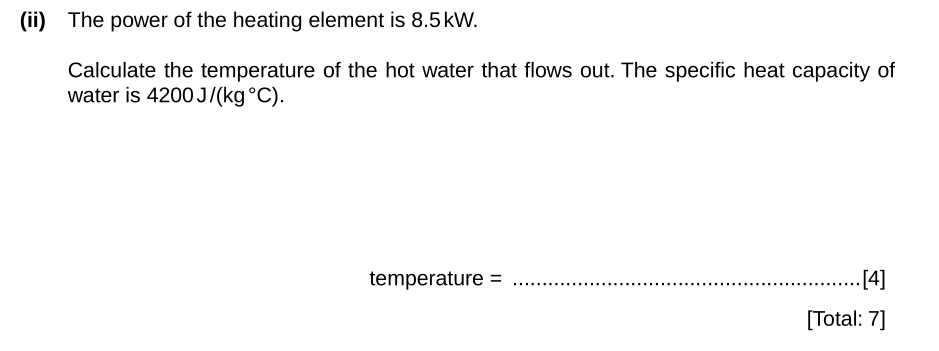 (ii) The power of the heating element is 8.5 kW.
Calculate the temperature of the hot water that flows out. The specific heat capacity of
water is 4200 J/(kg °C).
temperature = ............................................................[4]
[Total: 7]